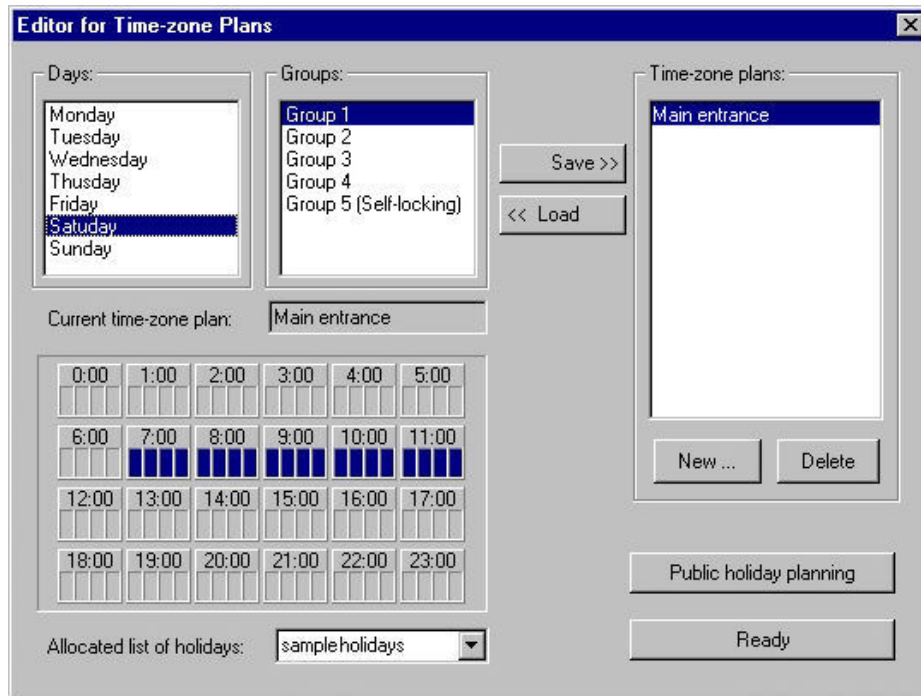 Editor for Time-zone Plans
Days:
Monday
Tuesday
Wednesday
Thusday
Friday
Satuday
Sunday
Groups:
Group 1
Group 2
Group 3
Group 4
Group 5 (Self-locking)
Save >>
<< Load
Time-zone plans:
Main entrance
Current time-zone plan: Main entrance
0:00 1:00 2:00 3:00 4:00 5:00
6:00 7:00 8:00 9:00 10:00 11:00
12:00 13:00 14:00 15:00 16:00 17:00
18:00 19:00 20:00 21:00 22:00 23:00
New ... Delete
Public holiday planning
Allocated list of holidays: sampleholidays
Ready